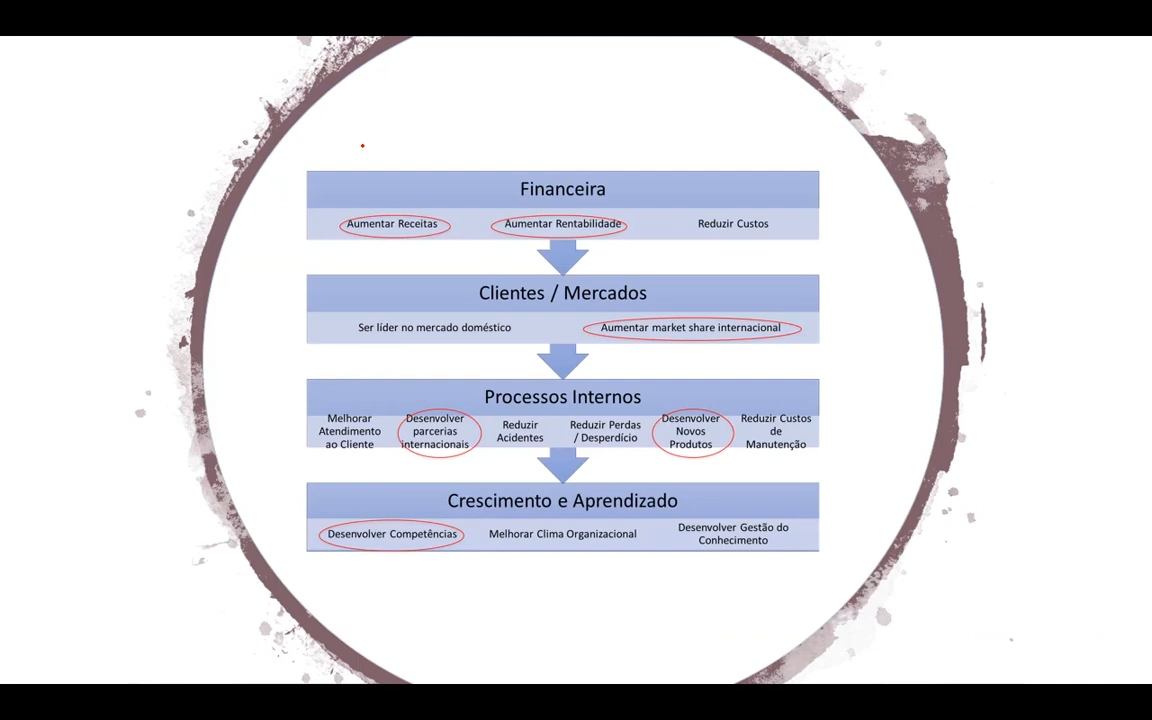 Financeira
Aumentar Receitas
Aumentar Rentabilidade
Reduzir Custos
Clientes / Mercados
Ser líder no mercado doméstico
Aumentar market share internacional
Processos Internos
Melhorar
Atendimento
ao Cliente
Desenvolver
parcerias
internacionais
Reduzir
Acidentes
Reduzir Perdas
/ Desperdício
Desenvolver
Novos
Produtos
Reduzir Custos
de
Manutenção
Crescimento e Aprendizado
Desenvolver Competências
Melhorar Clima Organizacional
Desenvolver Gestão do
Conhecimento